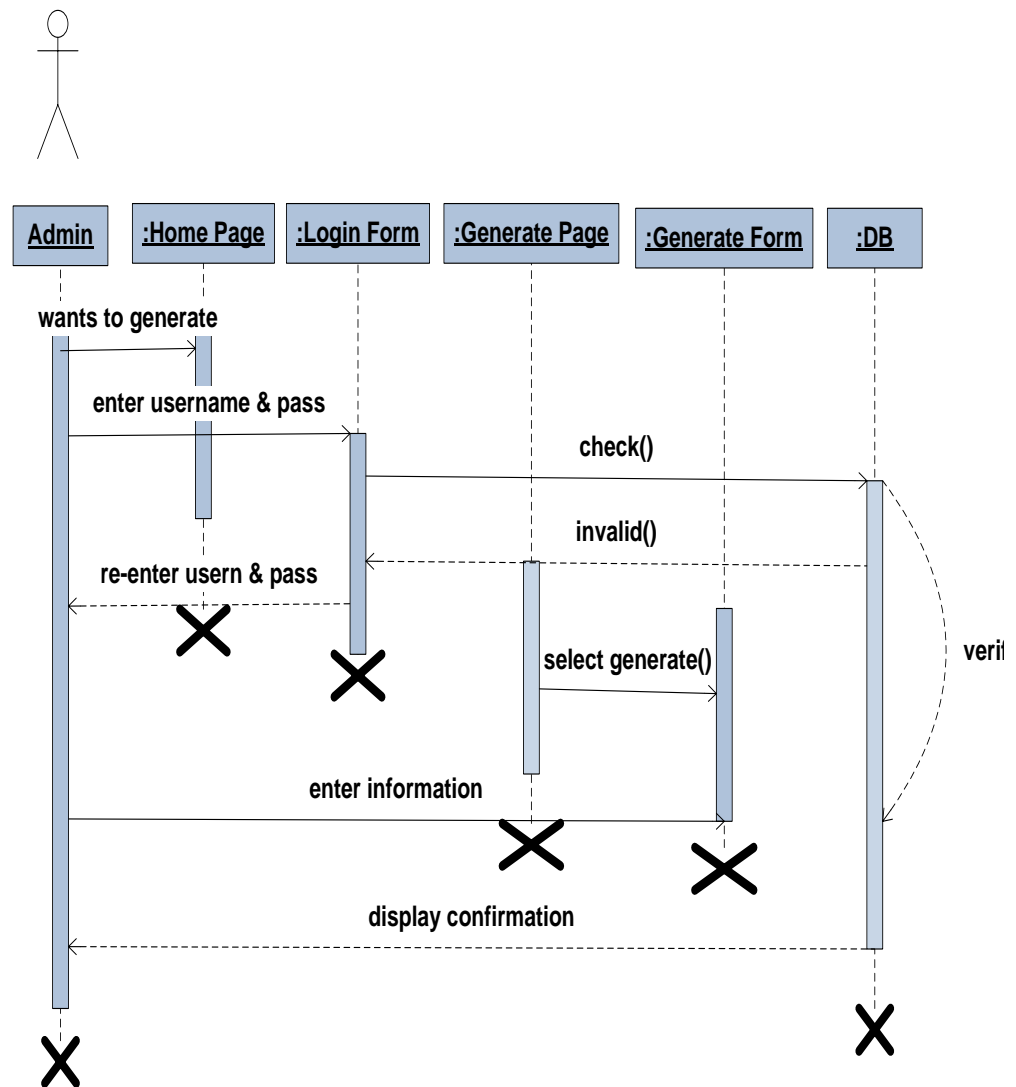 Admin
:Home Page
:Login Form
:Generate Page
:Generate Form
:DB
wants to generate
enter username & pass
check()
invalid()
re-enter usern & pass
select generate()
verif
enter information
display confirmation